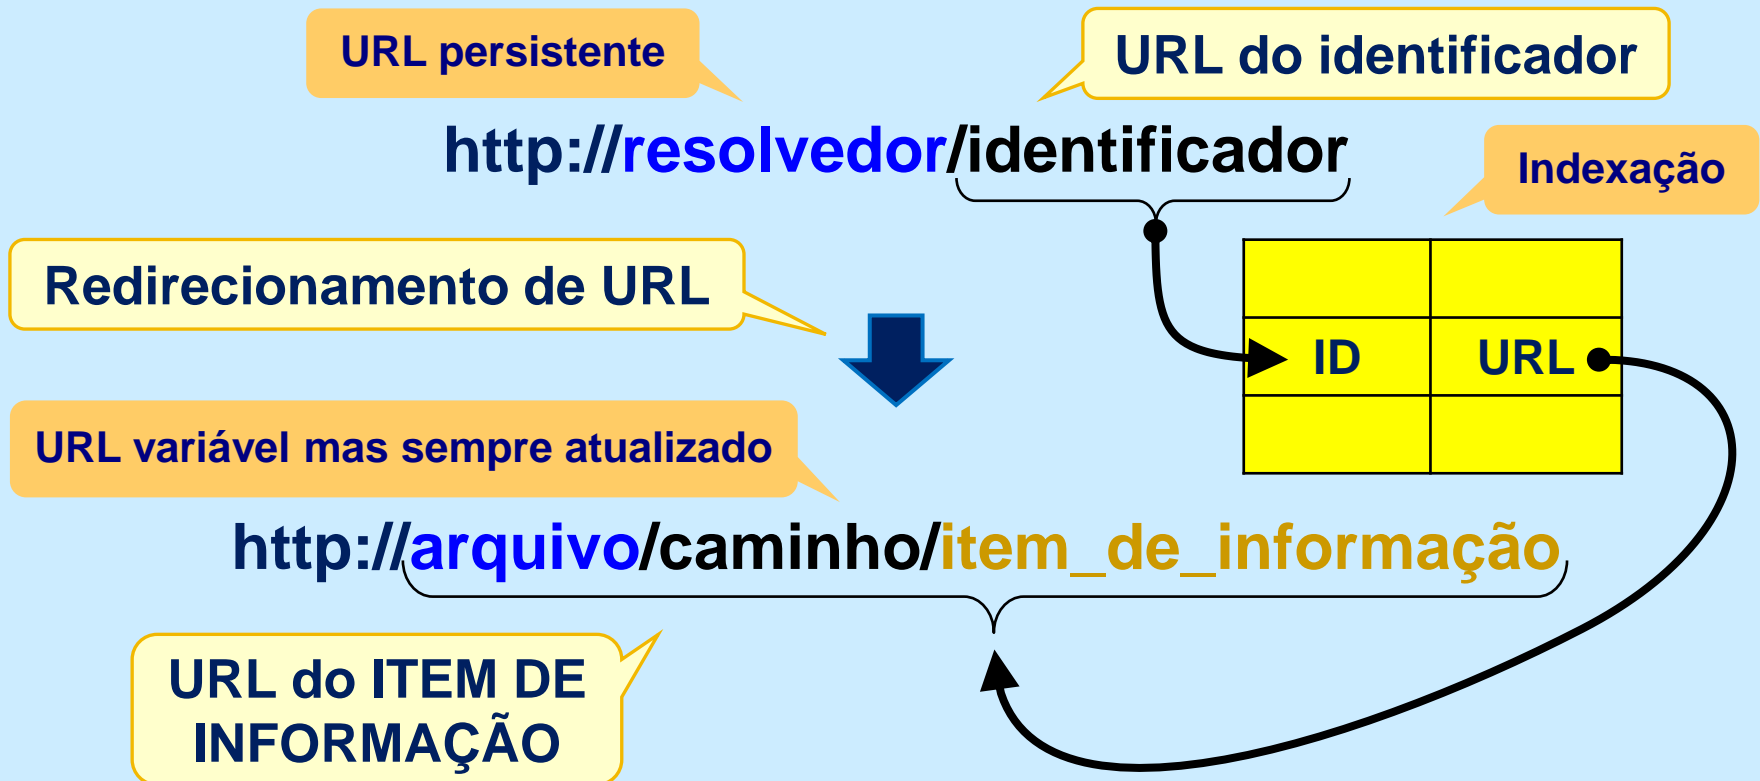 URL persistente
URL do identificador
http://resolvedor/identificador
Indexação
Redirecionamento de URL
ID URL
URL variável mas sempre atualizado
http://arquivo/caminho/item_de_informação
URL do ITEM DE
INFORMAÇÃO